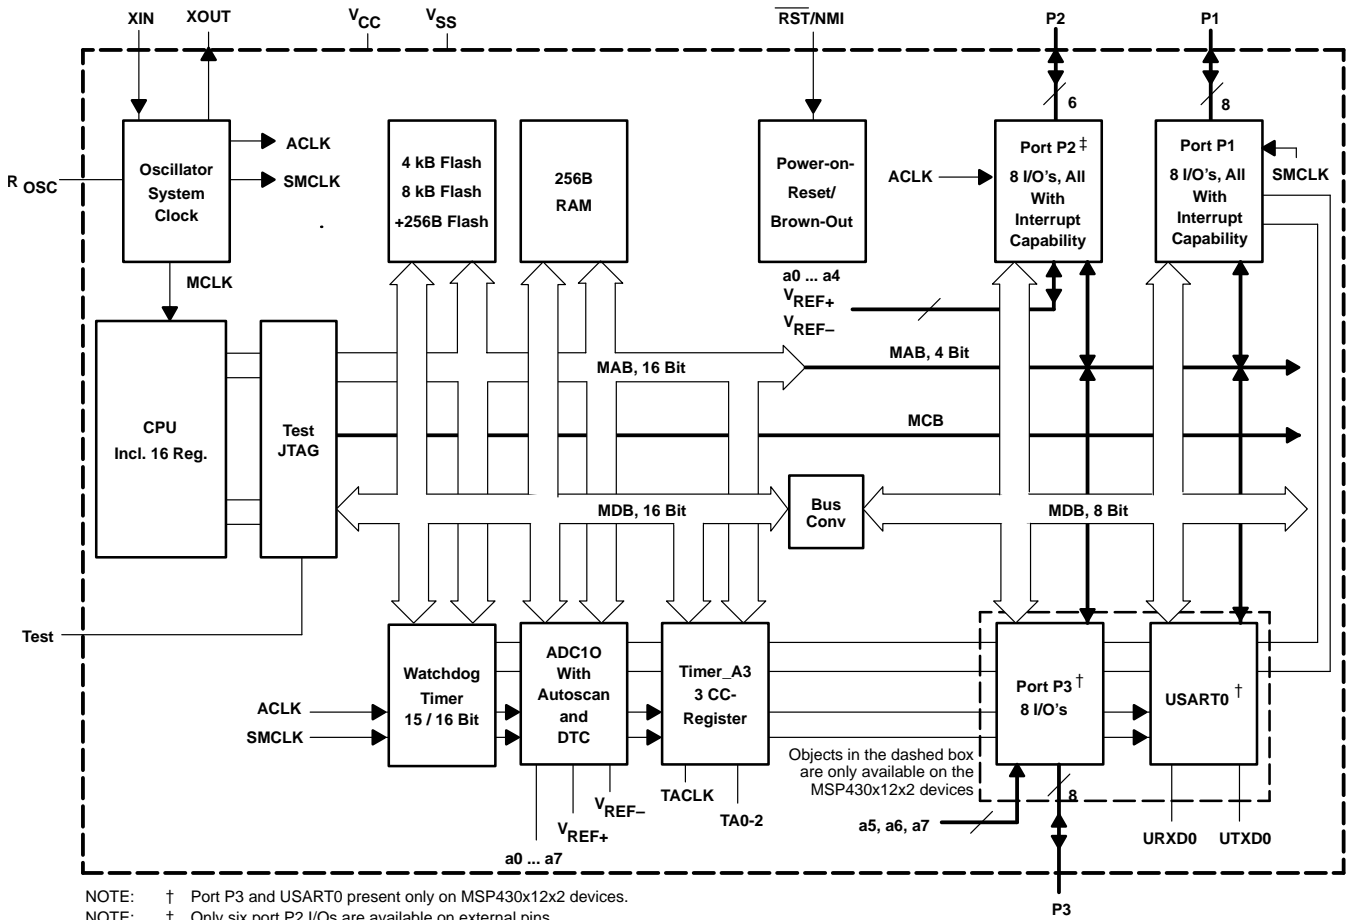 XIN
XOUT
VCC
VSS
RST/NMI
P2
P1
6
8
Oscillator
System
Clock
ACLK
SMCLK
ROSC
.
4 kB Flash
8 kB Flash
+256B Flash
256B
RAM
Power-on-
Reset/
Brown-Out
ACLK
Port P2 ‡
8 I/O's, All
With
Interrupt
Capability
Port P1
8 I/O's, All
With
Interrupt
Capability
SMCLK
MCLK
a0 ... a4
VREF+
VREF–
CPU
Incl. 16 Reg.
Test
JTAG
MAB, 16 Bit
MAB, 4 Bit
MCB
MDB, 16 Bit
Bus
Conv
MDB, 8 Bit
Test
ACLK
SMCLK
Watchdog
Timer
15 / 16 Bit
ADC1O
With
Autoscan
and
DTC
Timer_A3
3 CC-
Register
Port P3 †
8 I/O's
USART0 †
Objects in the dashed box
are only available on the
MSP430x12x2 devices
a0 ... a7
VREF+
VREF–
TACLK
TA0-2
a5, a6, a7
8
URXD0
UTXD0
P3
NOTE: † Port P3 and USART0 present only on MSP430x12x2 devices.
NOTE: † Only six port P2 I/Os are available on external pins